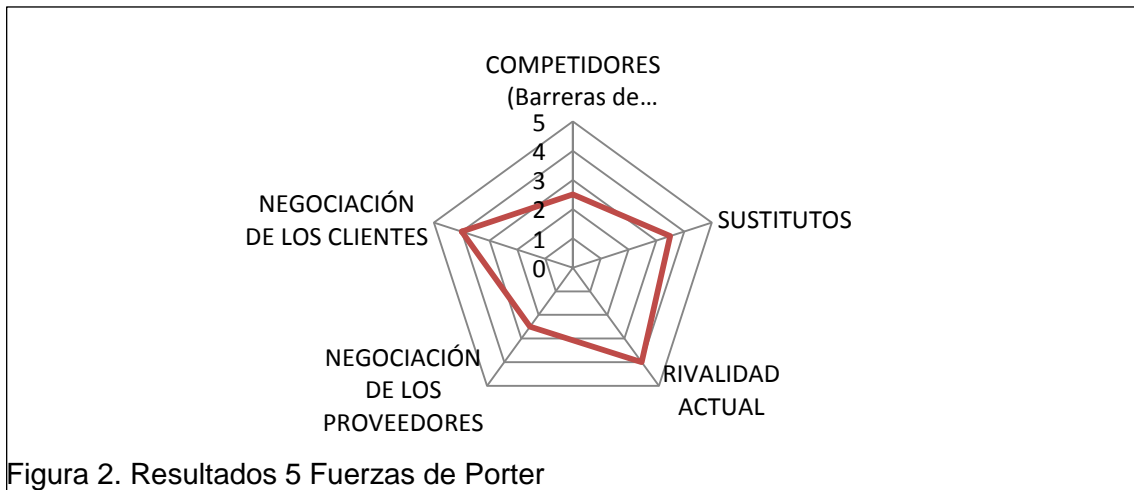 COMPETIDORES
(Barreras de...
5
4
3
2
1
0
SUSTITUTOS
RIVALIDAD
ACTUAL
NEGOCIACIÓN
DE LOS
PROVEEDORES
NEGOCIACIÓN
DE LOS CLIENTES
Figura 2. Resultados 5 Fuerzas de Porter